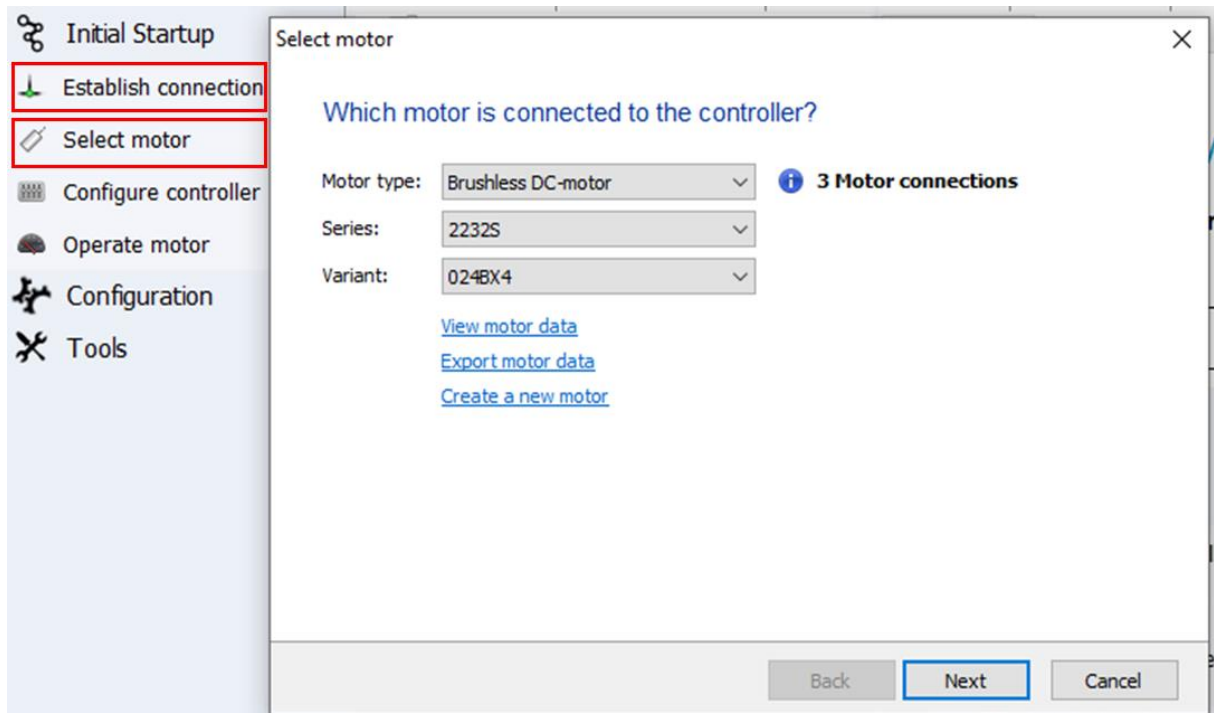 Initial Startup
Establish connection
Select motor
Configure controller
Operate motor
Configuration
Tools
Select motor
Which motor is connected to the controller?
Motor type: Brushless DC-motor 3 Motor connections
Series: 2232S
Variant: 024BX4
View motor data
Export motor data
Create a new motor
Back Next Cancel